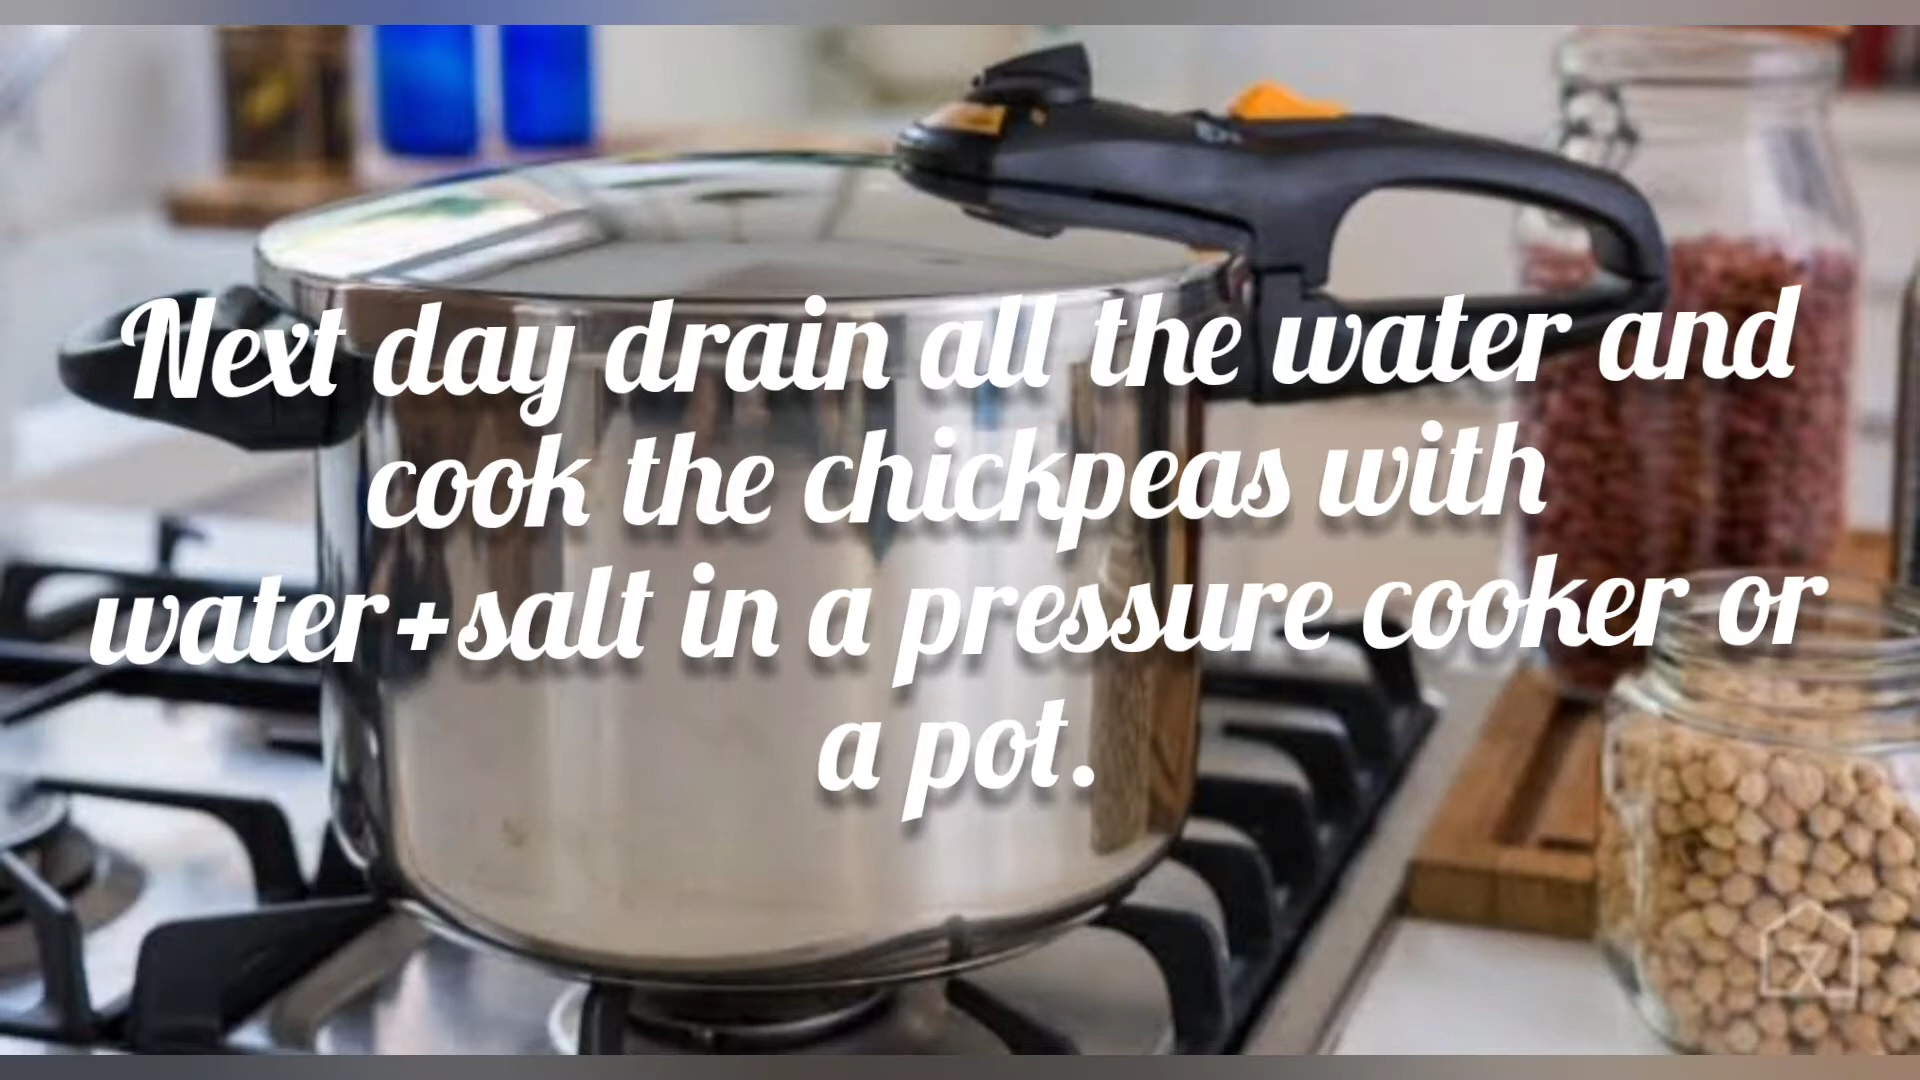 Next day drain all the water and
cook the chickpeas with
water+salt in a pressure cooker or
a pot.